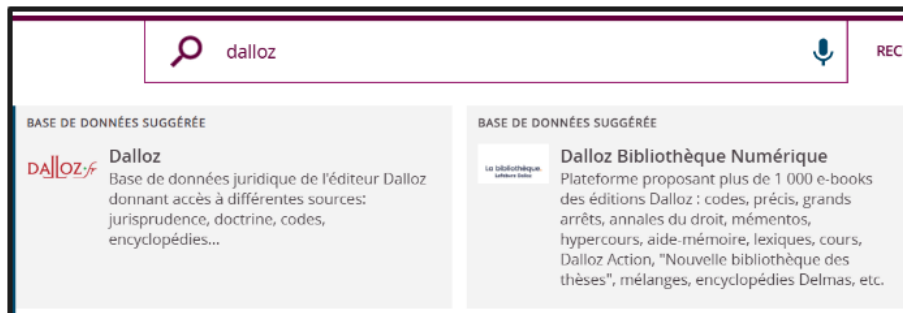 dalloz
REC
BASE DE DONNÉES SUGGÉRÉE
DALLOZ.fr
Dalloz
Base de données juridique de l'éditeur Dalloz
donnant accès à différentes sources:
jurisprudence, doctrine, codes,
encyclopédies...
BASE DE DONNÉES SUGGÉRÉE
La bibliothèque.
Lefebvre Dalloz
Dalloz Bibliothèque Numérique
Plateforme proposant plus de 1 000 e-books
des éditions Dalloz : codes, précis, grands
arrêts, annales du droit, mémentos,
hypercours, aide-mémoire, lexiques, cours,
Dalloz Action, "Nouvelle bibliothèque des
thèses", mélanges, encyclopédies Delmas, etc.